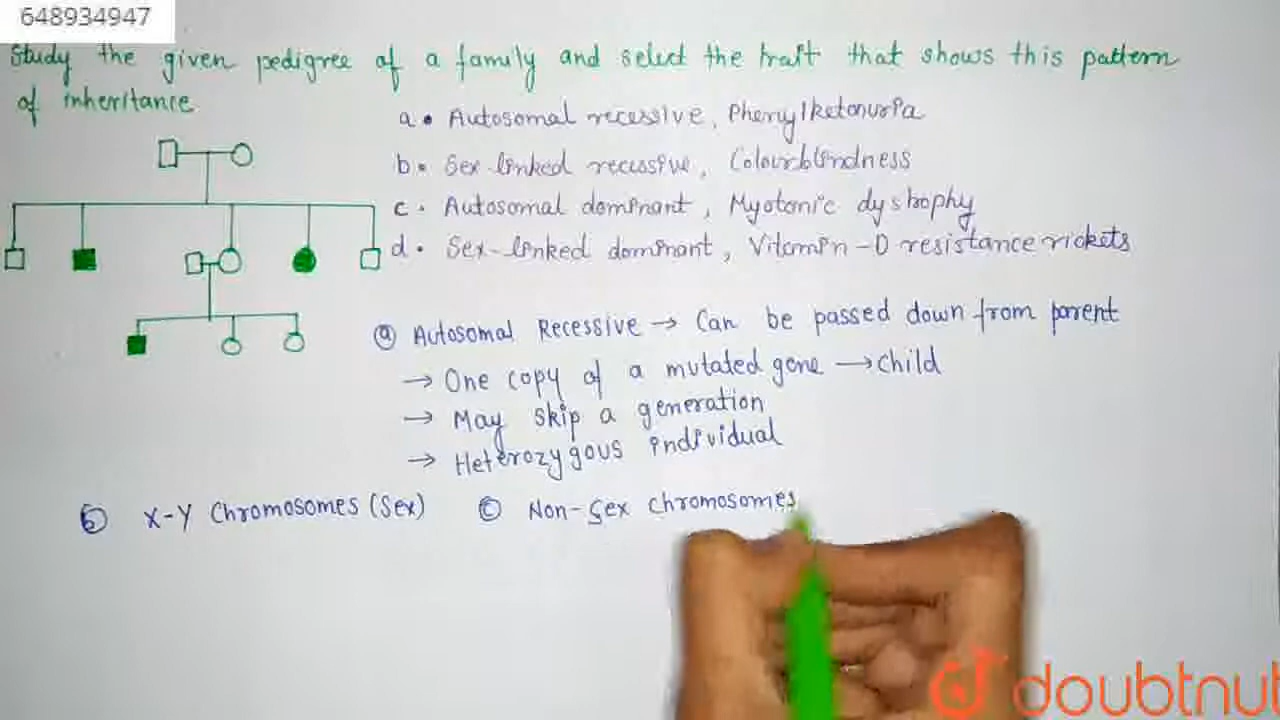 648934947
Study the given pedigree of a family and select the trait that shows this pattern
of inheritance
a. Autosomal recessive, Phenylketonuria
b. Sex-linked recessive, Colourblindness
c. Autosomal dominant, Myotonic dystrophy
d. Sex-linked dominant, Vitamin-D resistance rickets
ⓐ Autosomal Recessive → Can be passed down from parent
→ One copy of a mutated gene → child
→ May skip a generation
→ Heterozygous individual
ⓑ X-Y Chromosomes (Sex) ⓒ Non-Sex chromosomes
doubtnut